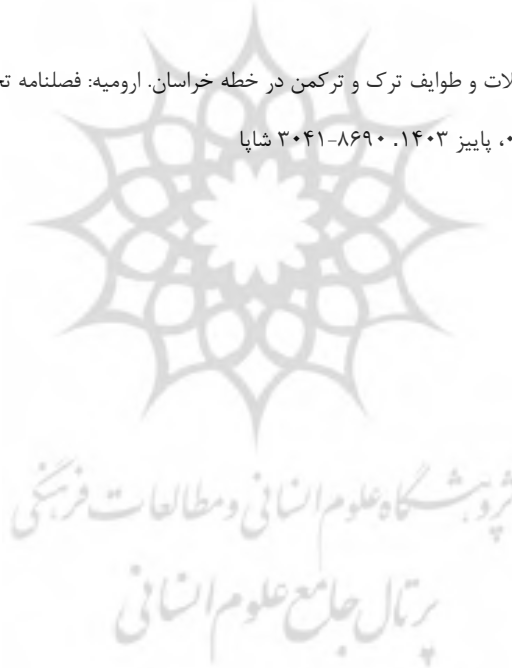 لات و طوایف ترک و ترکمن در خطه خراسان. ارومیه: فصلنامه
، پاییز ۱۴۰۳. ۸۶۹۰-۳۰۴۱ شاپا
پژوهشگاه علوم انسانی و مطالعات فرهنگی
پرتال جامع علوم انسانی